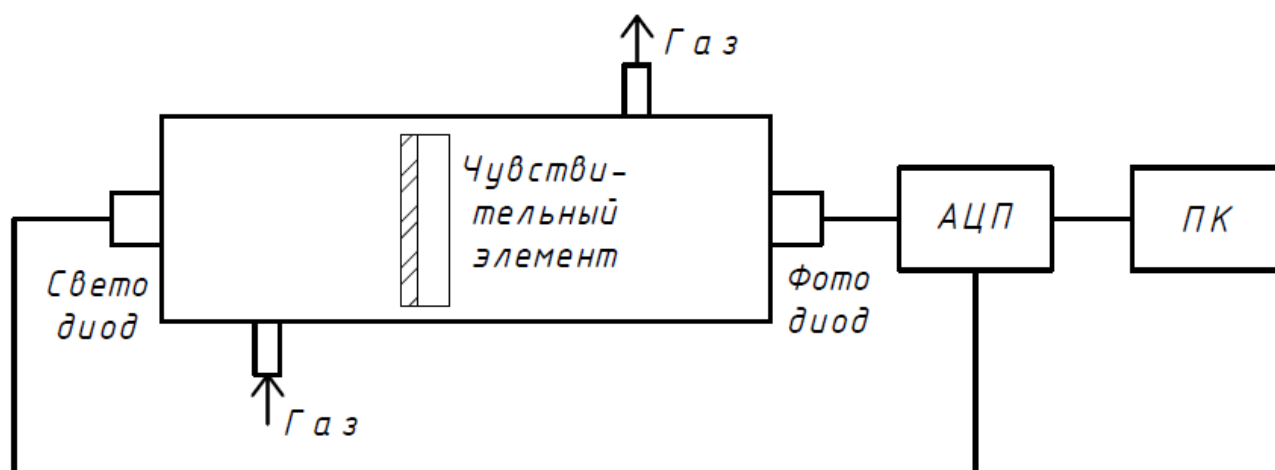 Газ
Чувстви-
тельный
элемент
АЦП
ПК
Свето
диод
Фото
диод
Газ